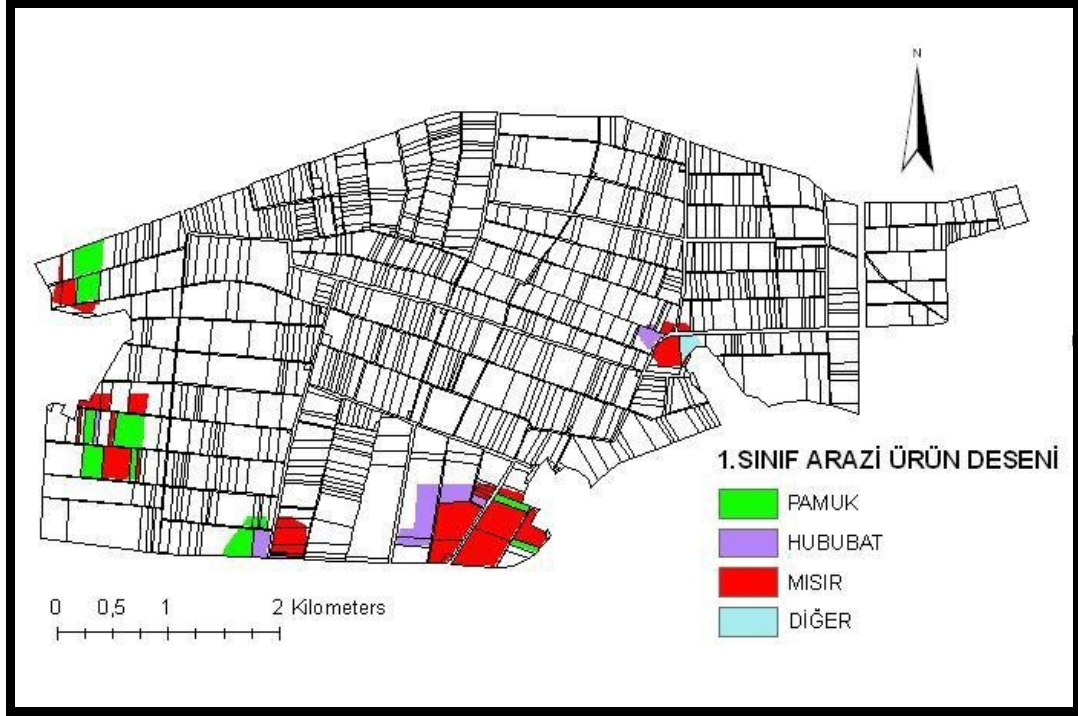 N
1.SINIF ARAZİ ÜRÜN DESENİ
PAMUK
HUBUBAT
MISIR
DİĞER
0 0,5 1 2 Kilometers